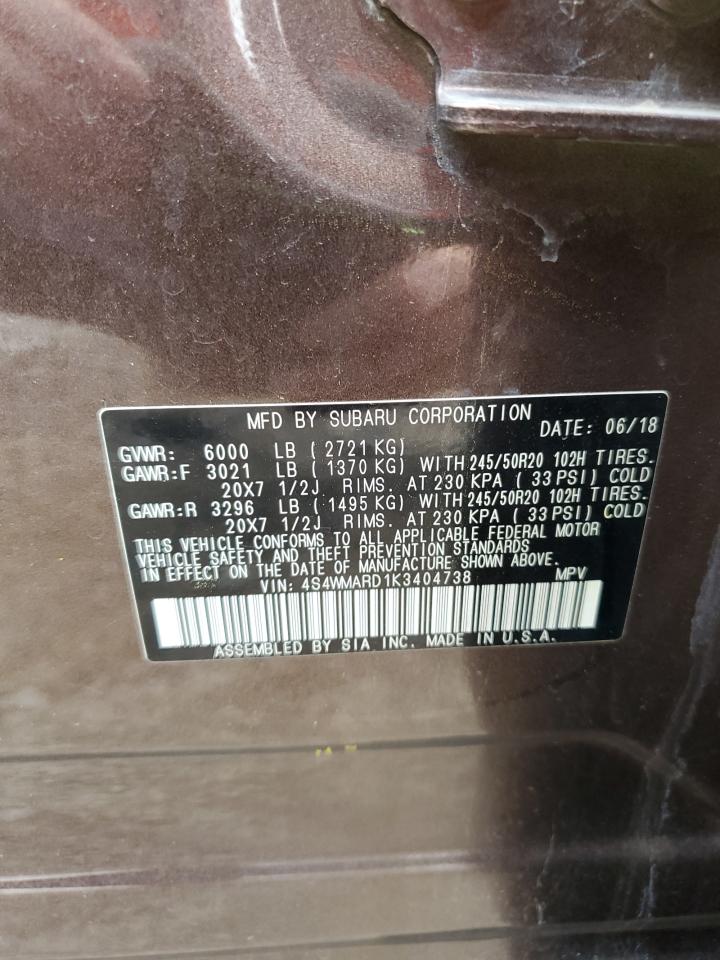 MFD BY SUBARU CORPORATION
DATE: 06/18
GVWR: 6000 LB ( 2721 KG)
GAWR:F 3021 LB ( 1370 KG) WITH 245/50R20 102H TIRES.
20X7 1/2J RIMS. AT 230 KPA ( 33 PSI) COLD
GAWR:R 3296 LB ( 1495 KG) WITH 245/50R20 102H TIRES.
20X7 1/2J RIMS. AT 230 KPA ( 33 PSI) COLD
THIS VEHICLE CONFORMS TO ALL APPLICABLE FEDERAL MOTOR
VEHICLE SAFETY AND THEFT PREVENTION STANDARDS
IN EFFECT ON THE DATE OF MANUFACTURE SHOWN ABOVE.
VIN: 4S4WMARD1K3404738 MPV
ASSEMBLED BY SIA INC. MADE IN U.S.A.